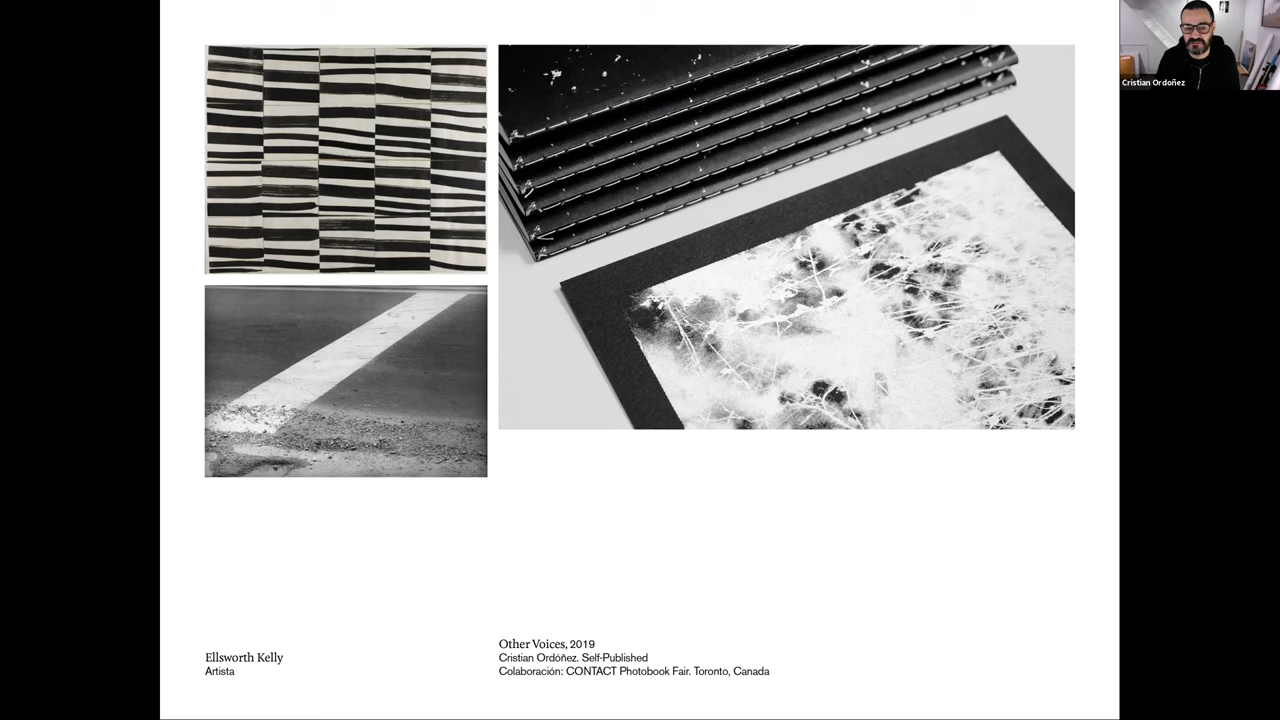 Cristian Ordoñez
Ellsworth Kelly
Artista
Other Voices, 2019
Cristian Ordóñez. Self-Published
Colaboración: CONTACT Photobook Fair. Toronto, Canada